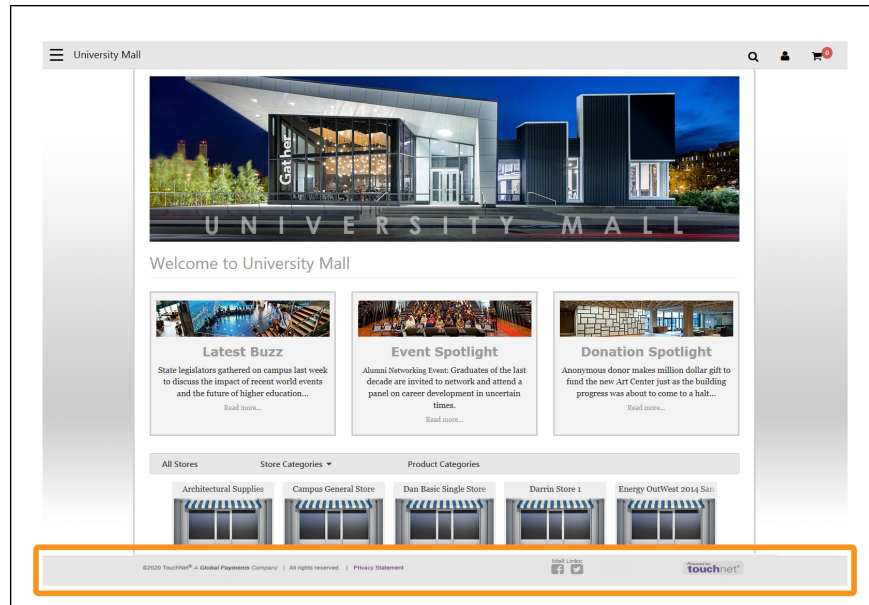 University Mall
0
Gather
UNIVERSITY MALL
Welcome to University Mall
Latest Buzz
State legislators gathered on campus last week
to discuss the impact of recent world events
and the future of higher education...
Read more...
Event Spotlight
Alumni Networking Event: Graduates of the last
decade are invited to network and attend a
panel on career development in uncertain
times.
Read more...
Donation Spotlight
Anonymous donor makes million dollar gift to
fund the new Art Center just as the building
progress was about to come to a halt...
Read more...
All Stores Store Categories Product Categories
Architectural Supplies
Campus General Store
Dan Basic Single Store
Darrin Store 1
Energy OutWest 2014 San
©2020 TouchNet® A Global Payments Company | All rights reserved. | Privacy Statement
Mall Links:
Powered by
touchnet®